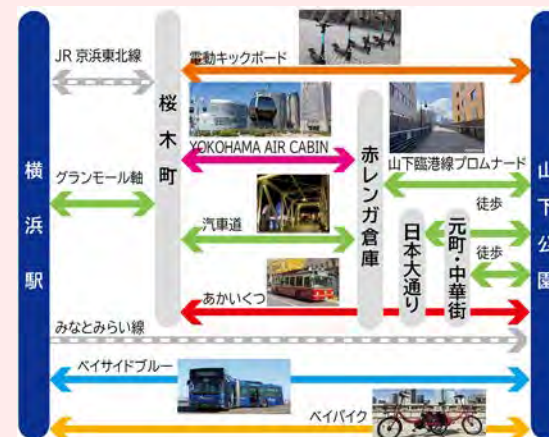 JR 京浜東北線
電動キックボード
桜木町
YOKOHAMA AIR CABIN
赤レンガ倉庫
山下臨港線プロムナード
横浜駅
グランモール軸
山下公園
徒歩
汽車道
日本大通り
元町・中華街
徒歩
あかいくつ
みなとみらい線
ベイサイドブルー
ベイバイク